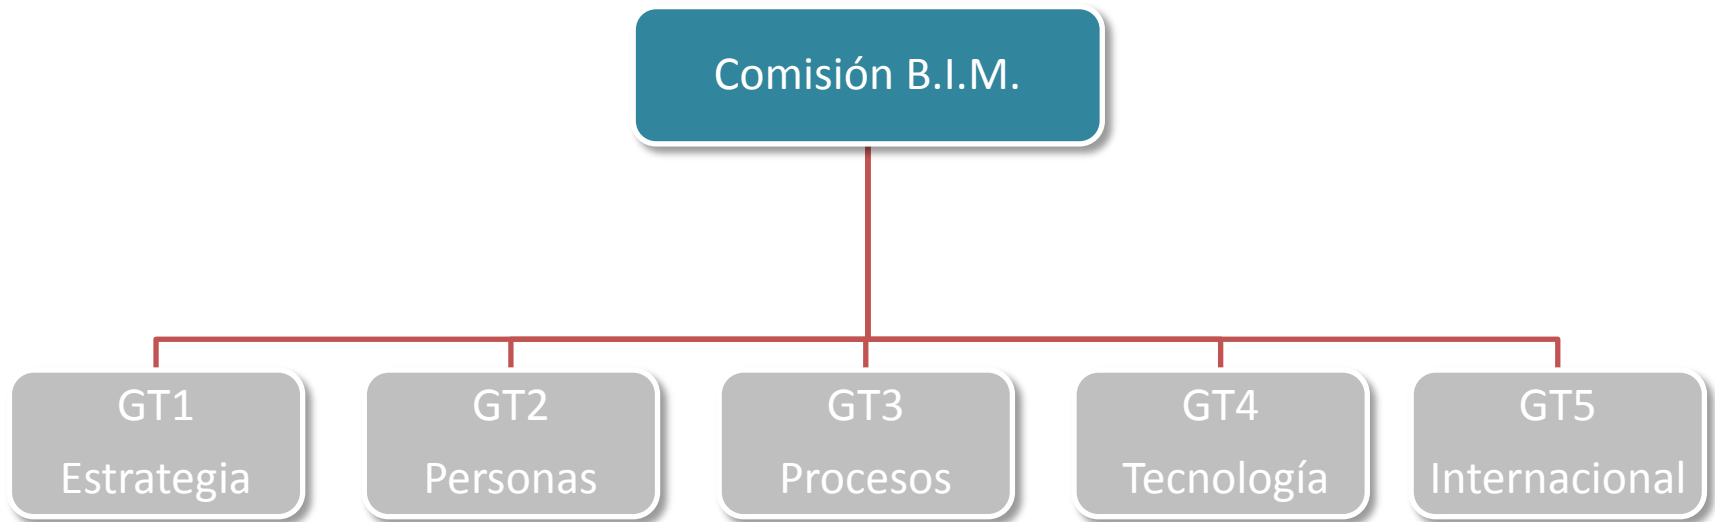 Comisión B.I.M.
GT1
Estrategia
GT2
Personas
GT3
Procesos
GT4
Tecnología
GT5
Internacional